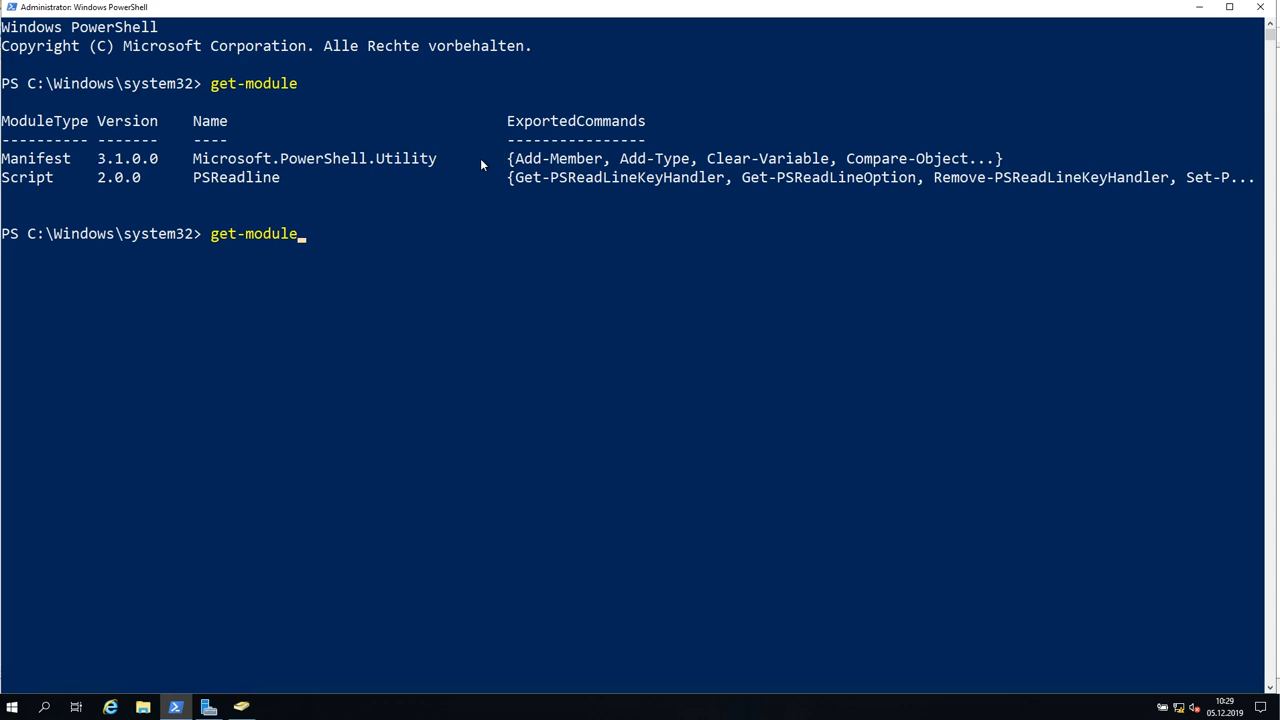 Administrator: Windows PowerShell
Windows PowerShell
Copyright (C) Microsoft Corporation. Alle Rechte vorbehalten.
PS C:\Windows\system32> get-module
ModuleType Version    Name                                ExportedCommands
---------- -------    ----                                ----------------
Manifest   3.1.0.0    Microsoft.PowerShell.Utility        {Add-Member, Add-Type, Clear-Variable, Compare-Object...}
Script     2.0.0      PSReadline                          {Get-PSReadLineKeyHandler, Get-PSReadLineOption, Remove-PSReadLineKeyHandler, Set-P...
PS C:\Windows\system32> get-module
10:29
05.12.2019